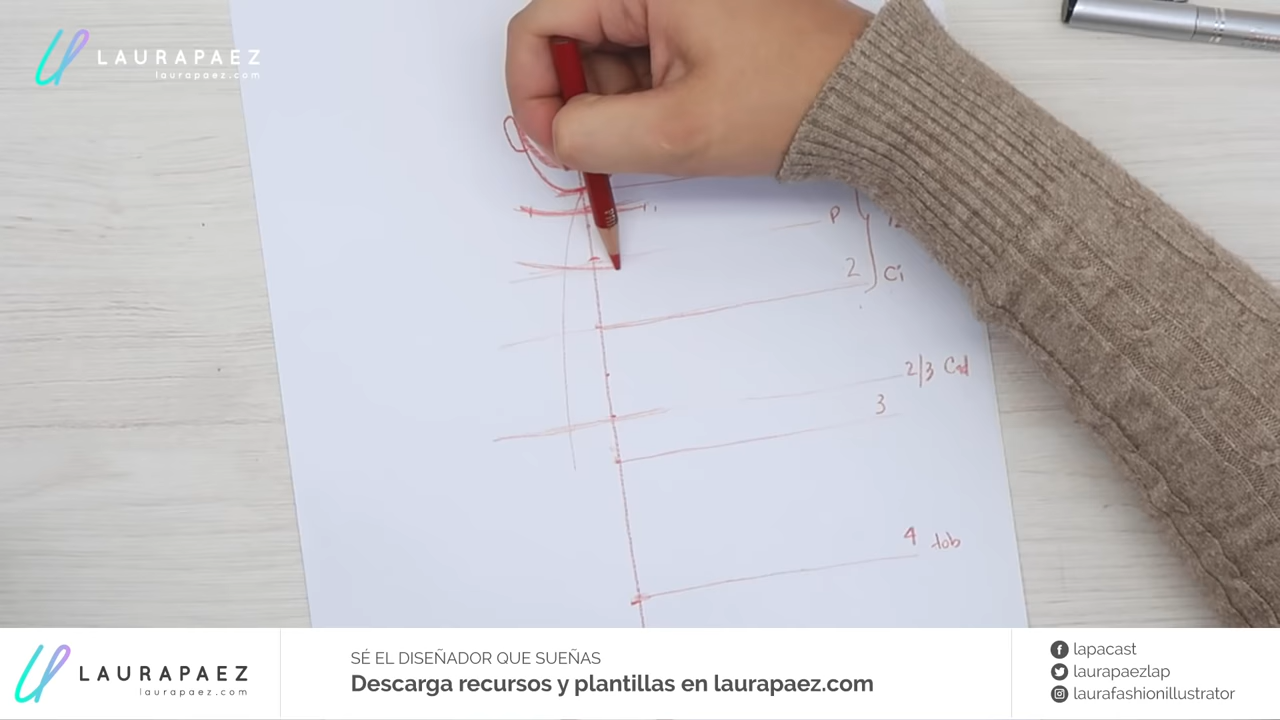 LAURAPAEZ
laurapaez.com
P
2
Ci
2/3 Cad
3
4 tob
LAURAPAEZ
laurapaez.com
SÉ EL DISEÑADOR QUE SUEÑAS
Descarga recursos y plantillas en laurapaez.com
lapacast
laurapaezlap
laurafashionillustrator